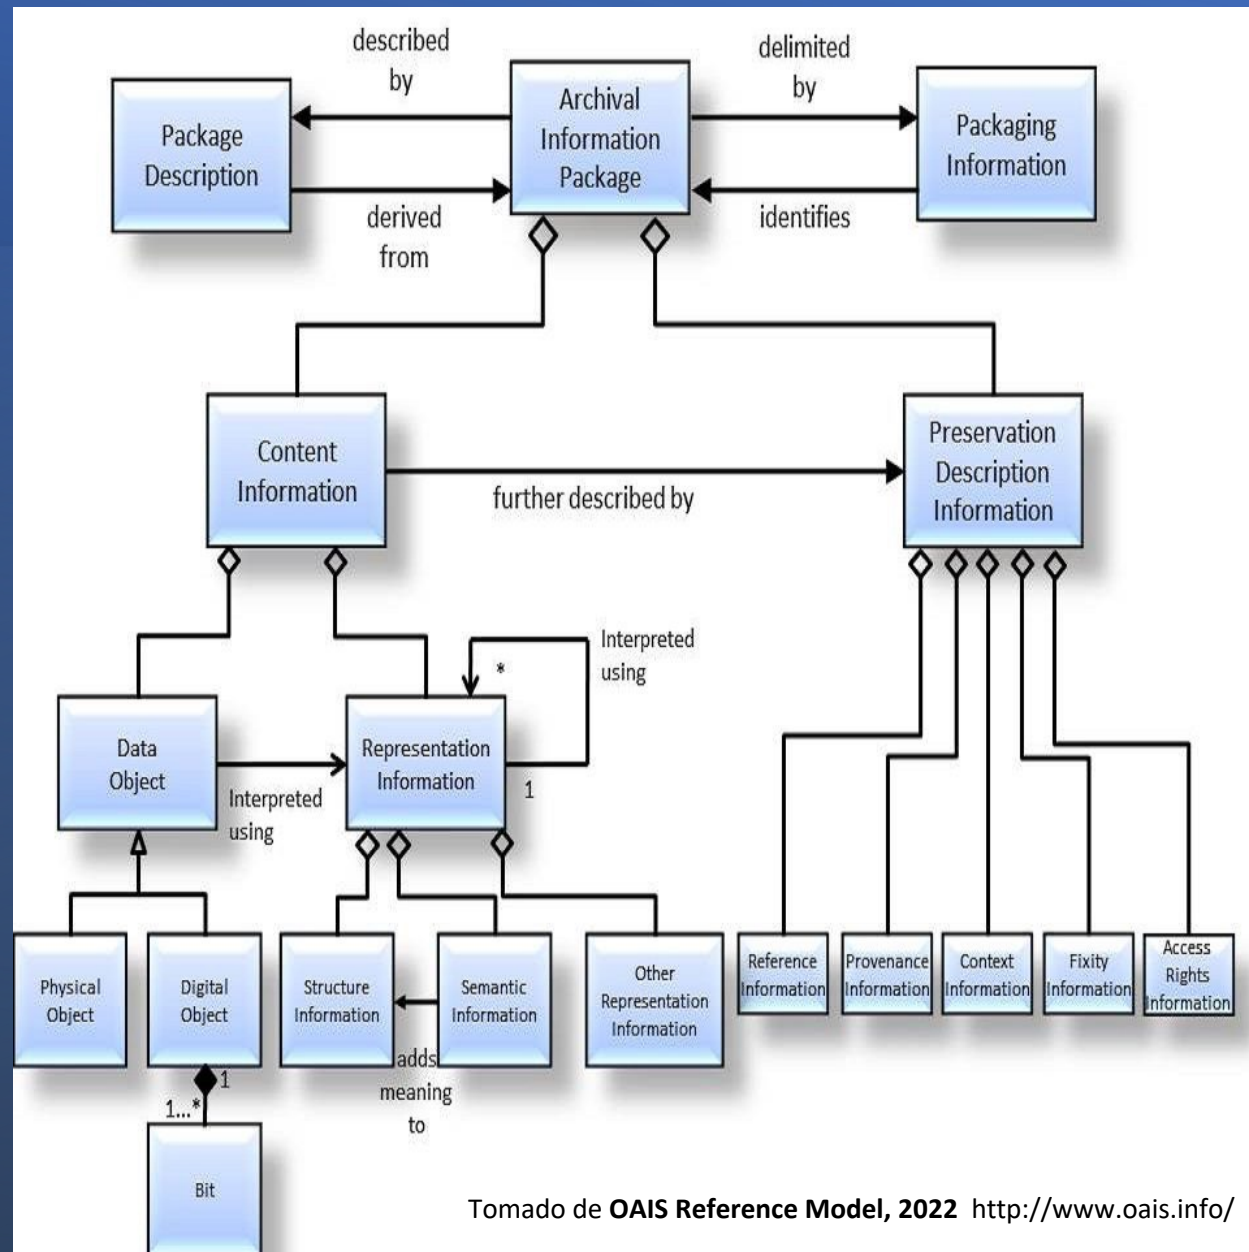 described
by
delimited
by
Package
Description
Archival
Information
Package
Packaging
Information
derived
from
identifies
Content
Information
further described by
Preservation
Description
Information
Interpreted
using
*
Data
Object
Interpreted
using
Representation
Information
1
Physical
Object
Digital
Object
Structure
Information
Semantic
Information
Other
Representation
Information
Reference
Information
Provenance
Information
Context
Information
Fixity
Information
Access
Rights
Information
adds
meaning
to
1
1...*
Bit
Tomado de OAIS Reference Model, 2022 http://www.oais.info/